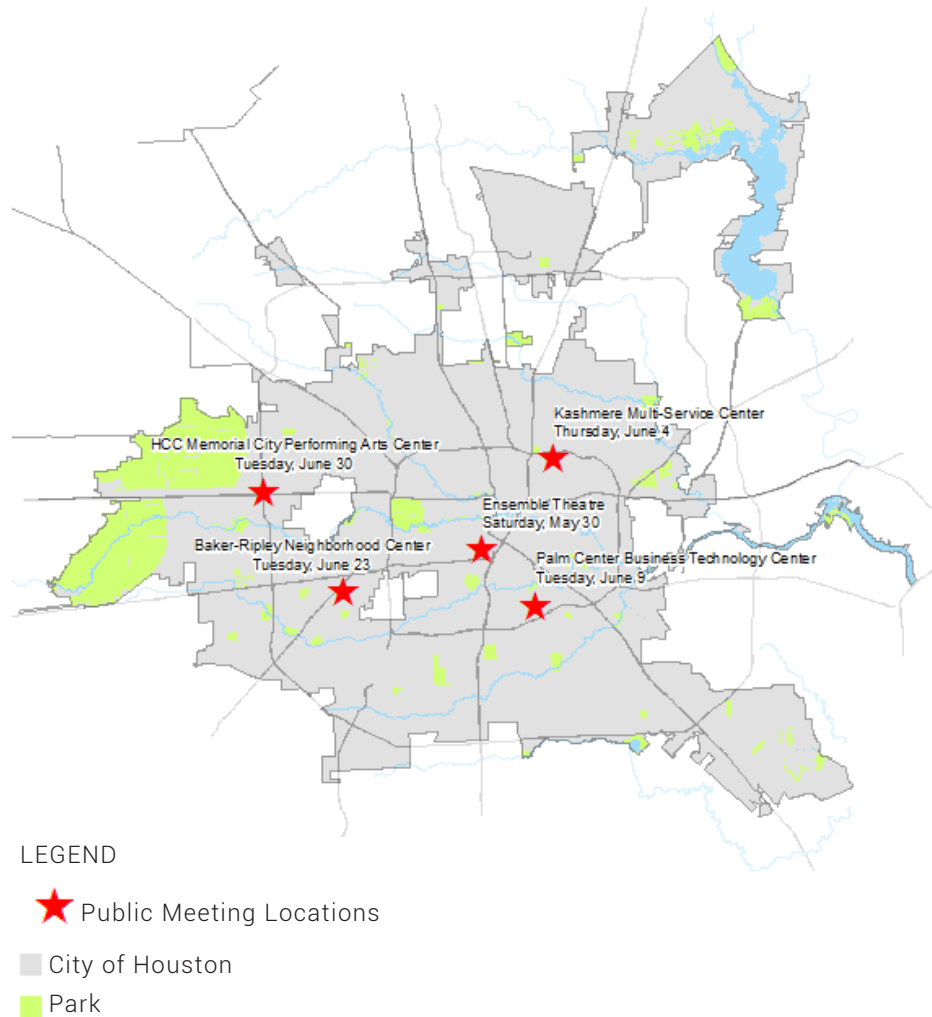 Kashmere Multi-Service Center
Thursday, June 4
HCC Memorial City Performing Arts Center
Tuesday, June 30
Ensemble Theatre
Saturday, May 30
Baker-Ripley Neighborhood Center
Tuesday, June 23
Palm Center Business Technology Center
Tuesday, June 9
LEGEND
Public Meeting Locations
City of Houston
Park